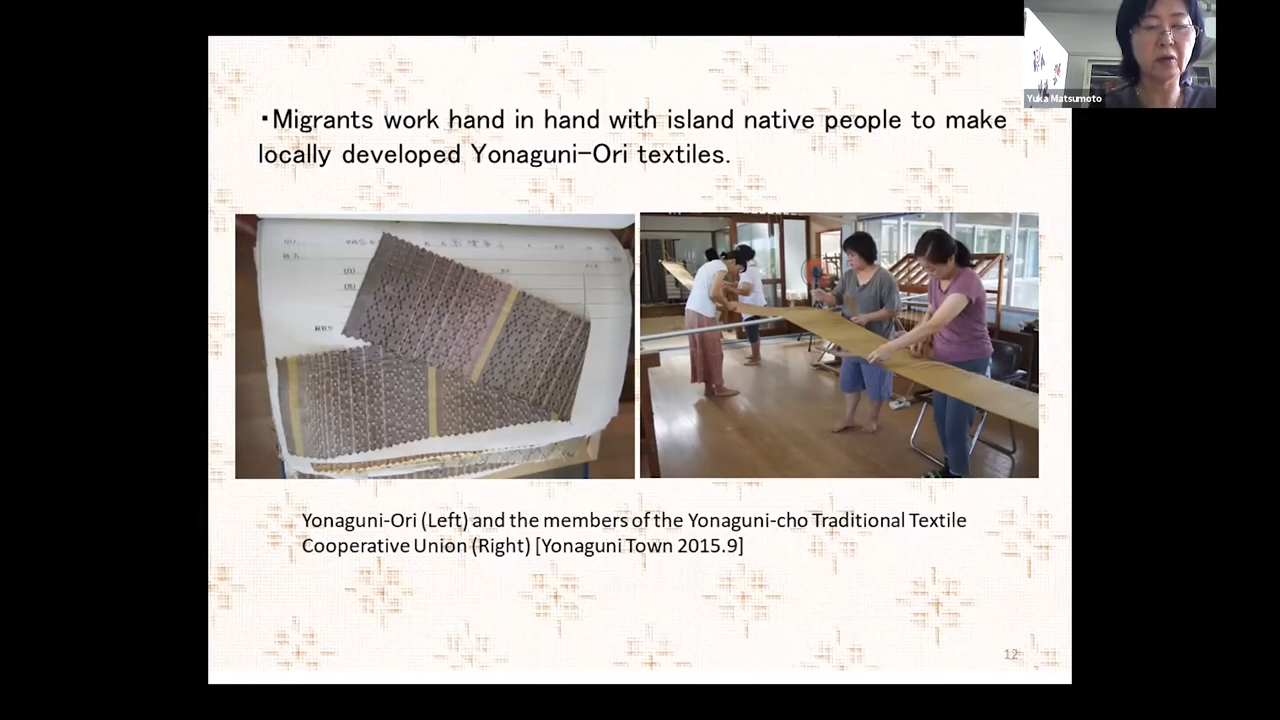 Yuka Matsumoto
・Migrants work hand in hand with island native people to make
locally developed Yonaguni-Ori textiles.
Yonaguni-Ori (Left) and the members of the Yonaguni-cho Traditional Textile
Cooperative Union (Right) [Yonaguni Town 2015.9]
12